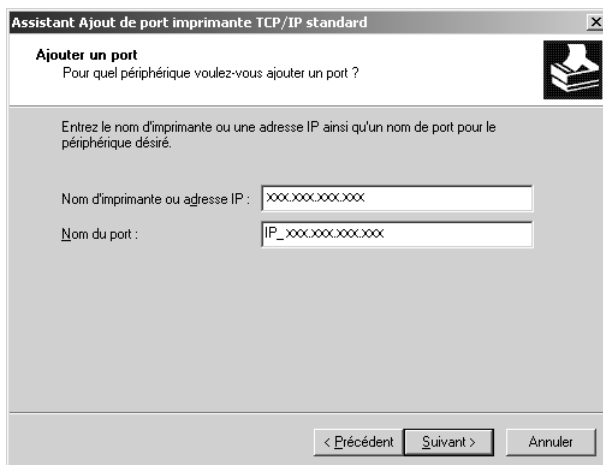 Assistant Ajout de port imprimante TCP/IP standard
Ajouter un port
Pour quel périphérique voulez-vous ajouter un port ?
Entrez le nom d'imprimante ou une adresse IP ainsi qu'un nom de port pour le
périphérique désiré.
Nom d'imprimante ou adresse IP : xxx.xxx.xxx.xxx
Nom du port : IP_xxx.xxx.xxx.xxx
< Précédent Suivant > Annuler